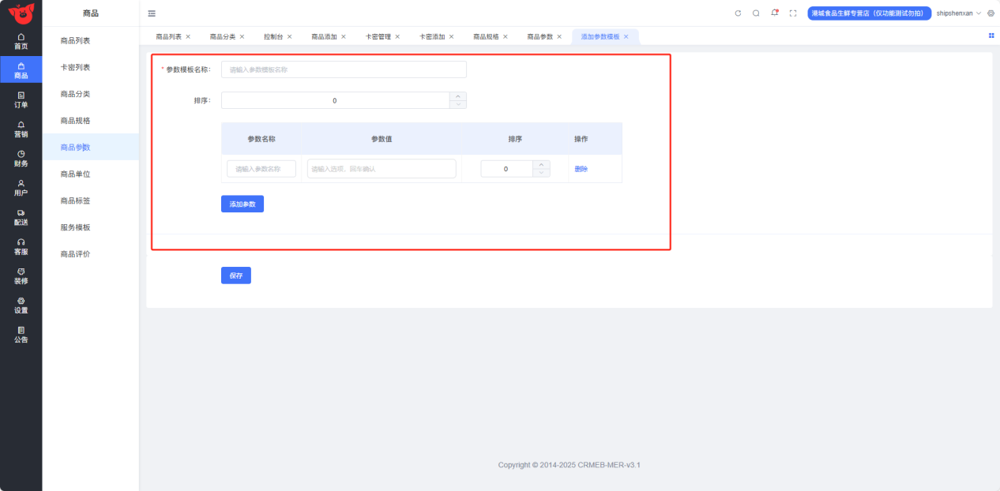 商品
港城食品生鲜专营店（仅功能测试勿拍） shipshenxan
首页
商品
订单
营销
财务
用户
配送
客服
装修
设置
公告
商品列表
卡密列表
商品分类
商品规格
商品参数
商品单位
商品标签
服务模板
商品评价
商品列表 × 商品分类 × 控制台 × 商品添加 × 卡密管理 × 卡密添加 × 商品规格 × 商品参数 × 添加参数模板 ×
* 参数模板名称： 请输入参数模板名称
排序： 0
参数名称 参数值 排序 操作
请输入参数名称 请输入选项，回车确认 0 删除
添加参数
保存
Copyright © 2014-2025 CRMEB-MER-v3.1